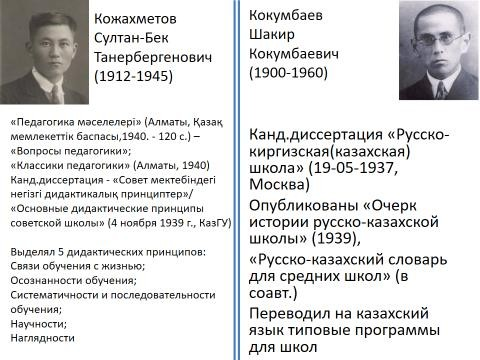 Кожахметов
Султан-Бек
Танербергенович
(1912-1945)
«Педагогика мәселелері» (Алматы, Қазақ
мемлекеттік баспасы,1940. - 120 с.) –
«Вопросы педагогики»;
«Классики педагогики» (Алматы, 1940)
Канд.диссертация - «Совет мектебіндегі
негізгі дидактикалық принциптер»/
«Основные дидактические принципы
советской школы» (4 ноября 1939 г., КазГУ)
Выделял 5 дидактических принципов:
Связи обучения с жизнью;
Осознанности обучения;
Систематичности и последовательности
обучения;
Научности;
Наглядности
Кокумбаев
Шакир
Кокумбаевич
(1900-1960)
Канд.диссертация «Русско-
киргизская(казахская)
школа» (19-05-1937,
Москва)
Опубликованы «Очерк
истории русско-казахской
школы» (1939),
«Русско-казахский словарь
для средних школ» (в
соавт.)
Переводил на казахский
язык типовые программы
для школ